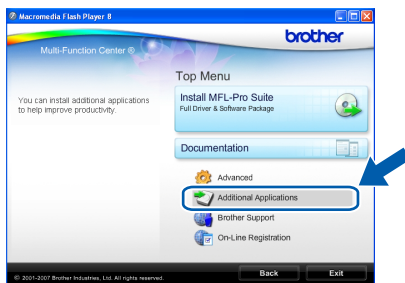 Macromedia Flash Player 8
brother
Multi-Function Center ®
Top Menu
You can install additional applications
to help improve productivity.
Install MFL-Pro Suite
Full Driver & Software Package
Documentation
Advanced
Additional Applications
Brother Support
On-Line Registration
© 2001-2007 Brother Industries, Ltd. All rights reserved.
Back
Exit